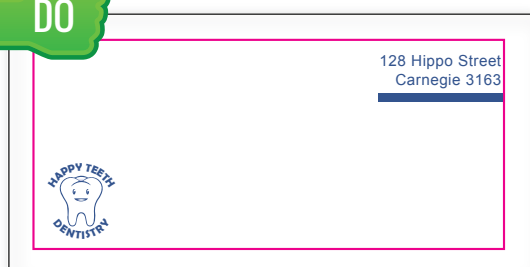 DO
128 Hippo Street
Carnegie 3163
HAPPY TEETH
DENTISTRY